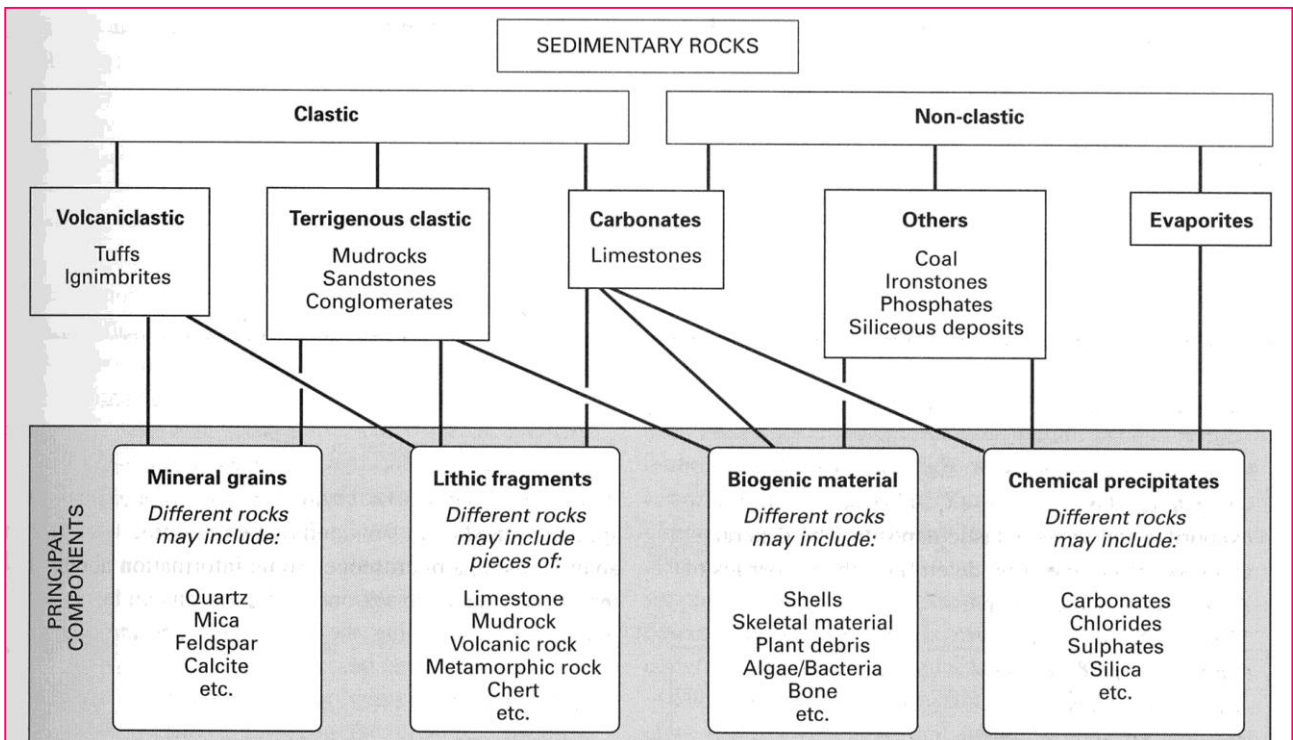 SEDIMENTARY ROCKS
Clastic
Non-clastic
Volcaniclastic
Tuffs
Ignimbrites
Terrigenous clastic
Mudrocks
Sandstones
Conglomerates
Carbonates
Limestones
Others
Coal
Ironstones
Phosphates
Siliceous deposits
Evaporites
PRINCIPAL
COMPONENTS
Mineral grains
Different rocks
may include:
Quartz
Mica
Feldspar
Calcite
etc.
Lithic fragments
Different rocks
may include
pieces of:
Limestone
Mudrock
Volcanic rock
Metamorphic rock
Chert
etc.
Biogenic material
Different rocks
may include:
Shells
Skeletal material
Plant debris
Algae/Bacteria
Bone
etc.
Chemical precipitates
Different rocks
may include:
Carbonates
Chlorides
Sulphates
Silica
etc.